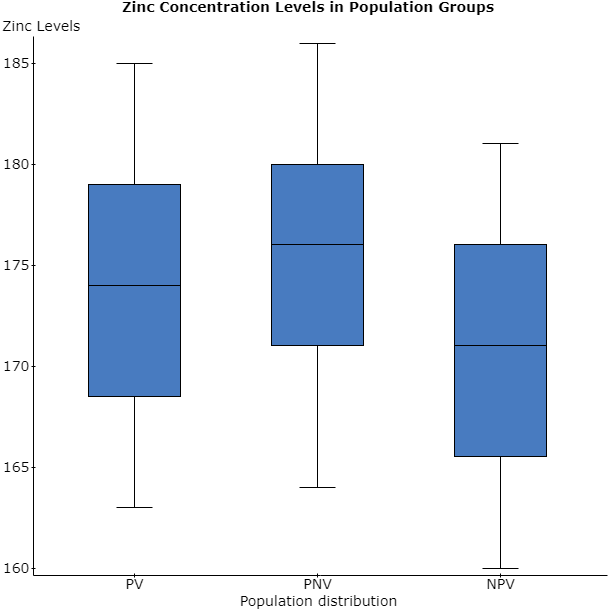 Zinc Concentration Levels in Population Groups
Zinc Levels
185
180
175
170
165
160
PV PNV NPV
Population distribution